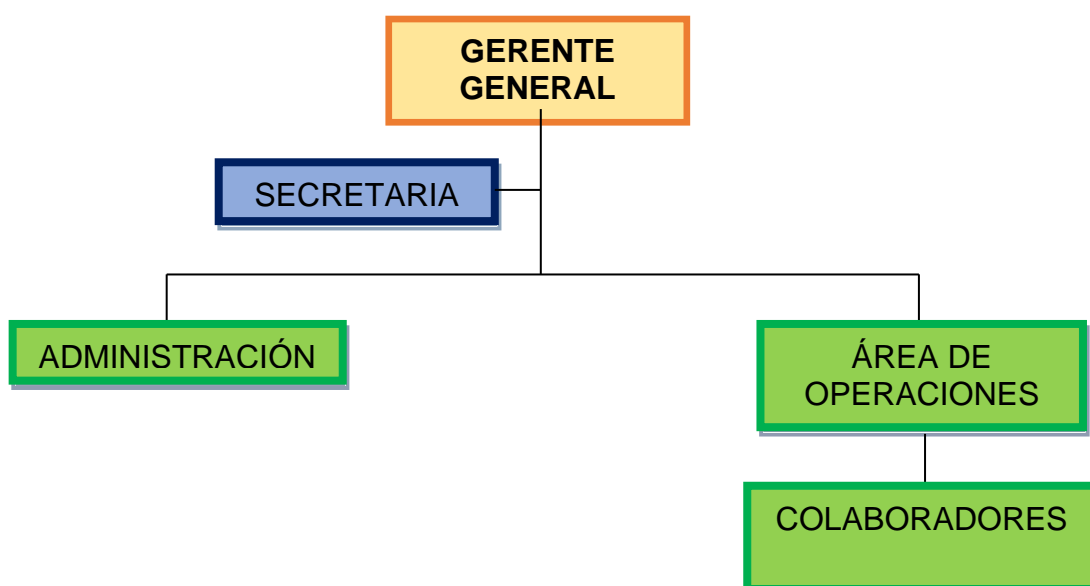 GERENTE
GENERAL
SECRETARIA
ADMINISTRACIÓN
ÁREA DE
OPERACIONES
COLABORADORES